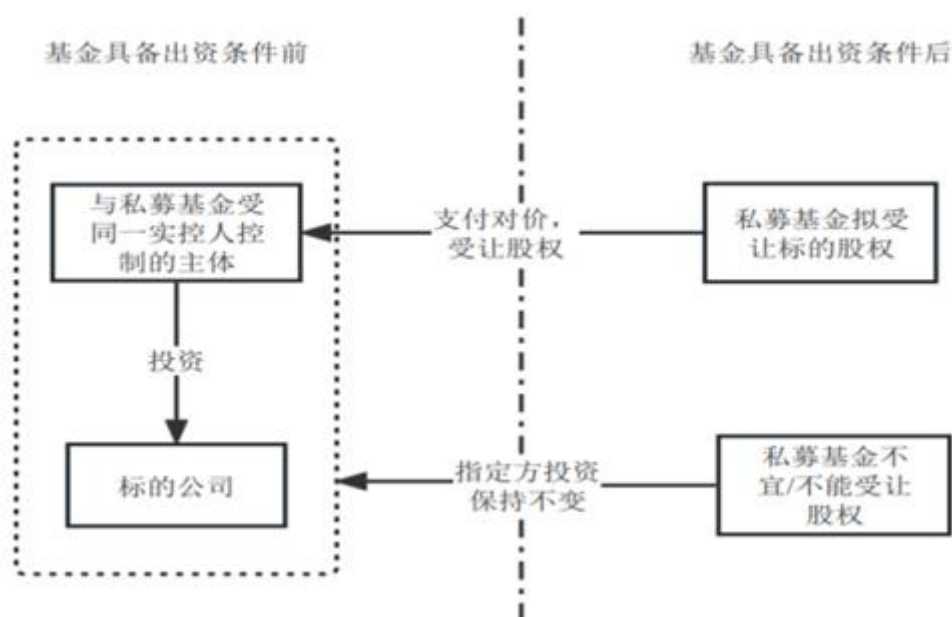 基金具备出资条件前
基金具备出资条件后
与私募基金受
同一实控人控
制的主体
支付对价，
受让股权
私募基金拟受
让标的股权
投资
标的公司
指定方投资
保持不变
私募基金不
宜/不能受让
股权